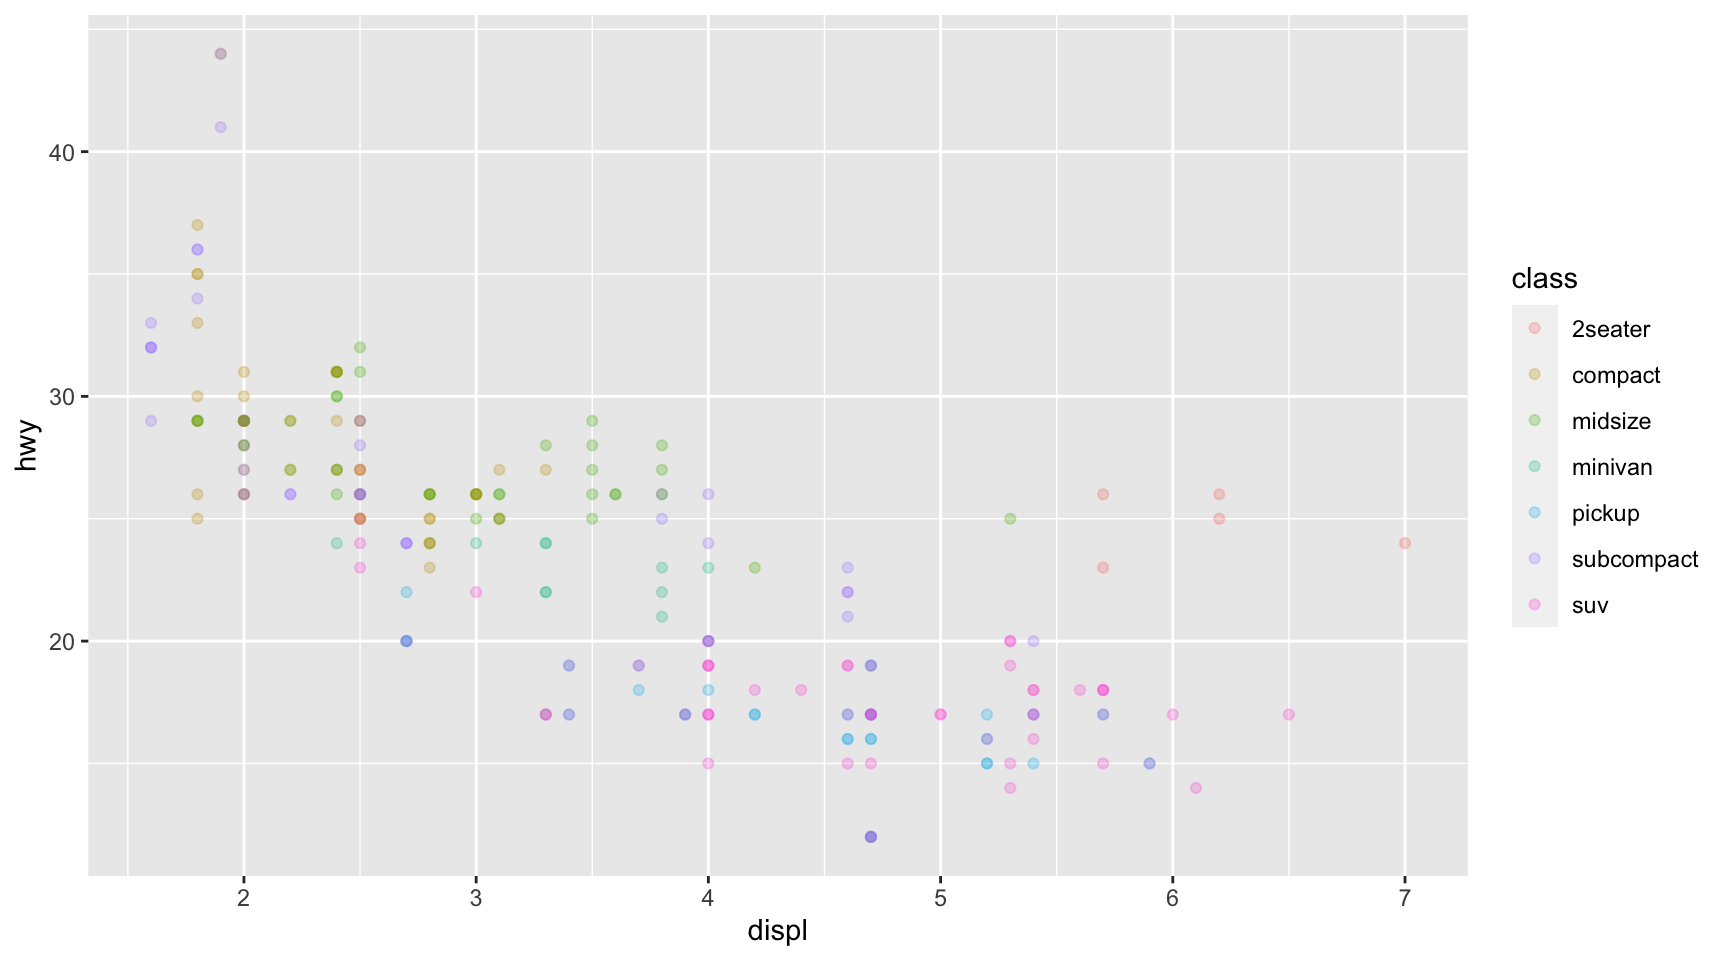 40
30
20
hwy
2
3
4
5
6
7
displ
class
2seater
compact
midsize
minivan
pickup
subcompact
suv